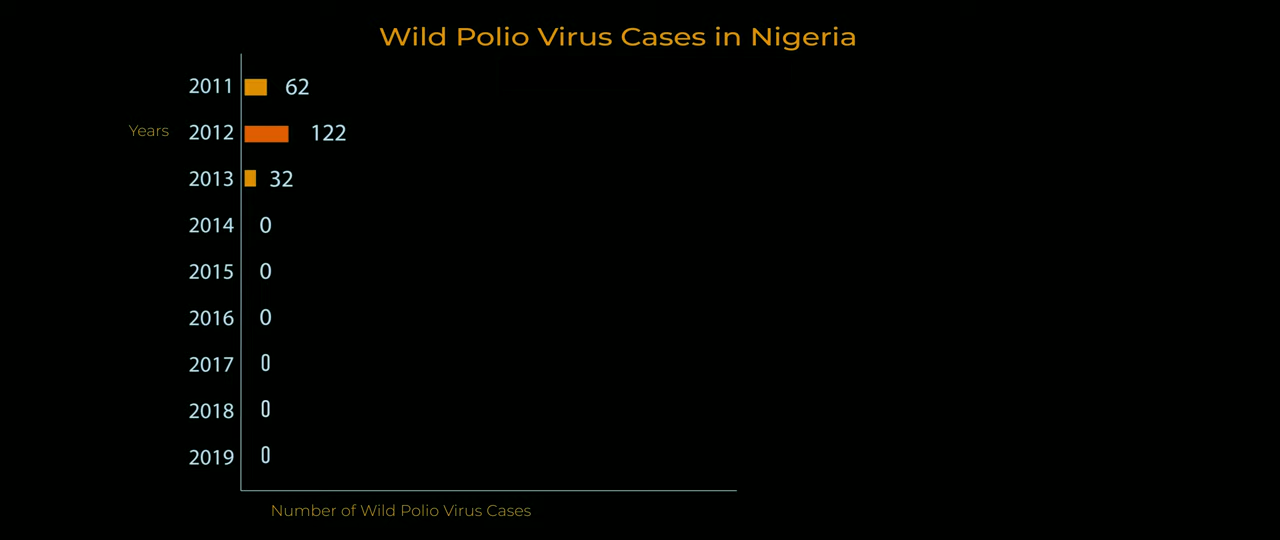 Wild Polio Virus Cases in Nigeria
2011 62
Years 2012 122
2013 32
2014 0
2015 0
2016 0
2017 0
2018 0
2019 0
Number of Wild Polio Virus Cases